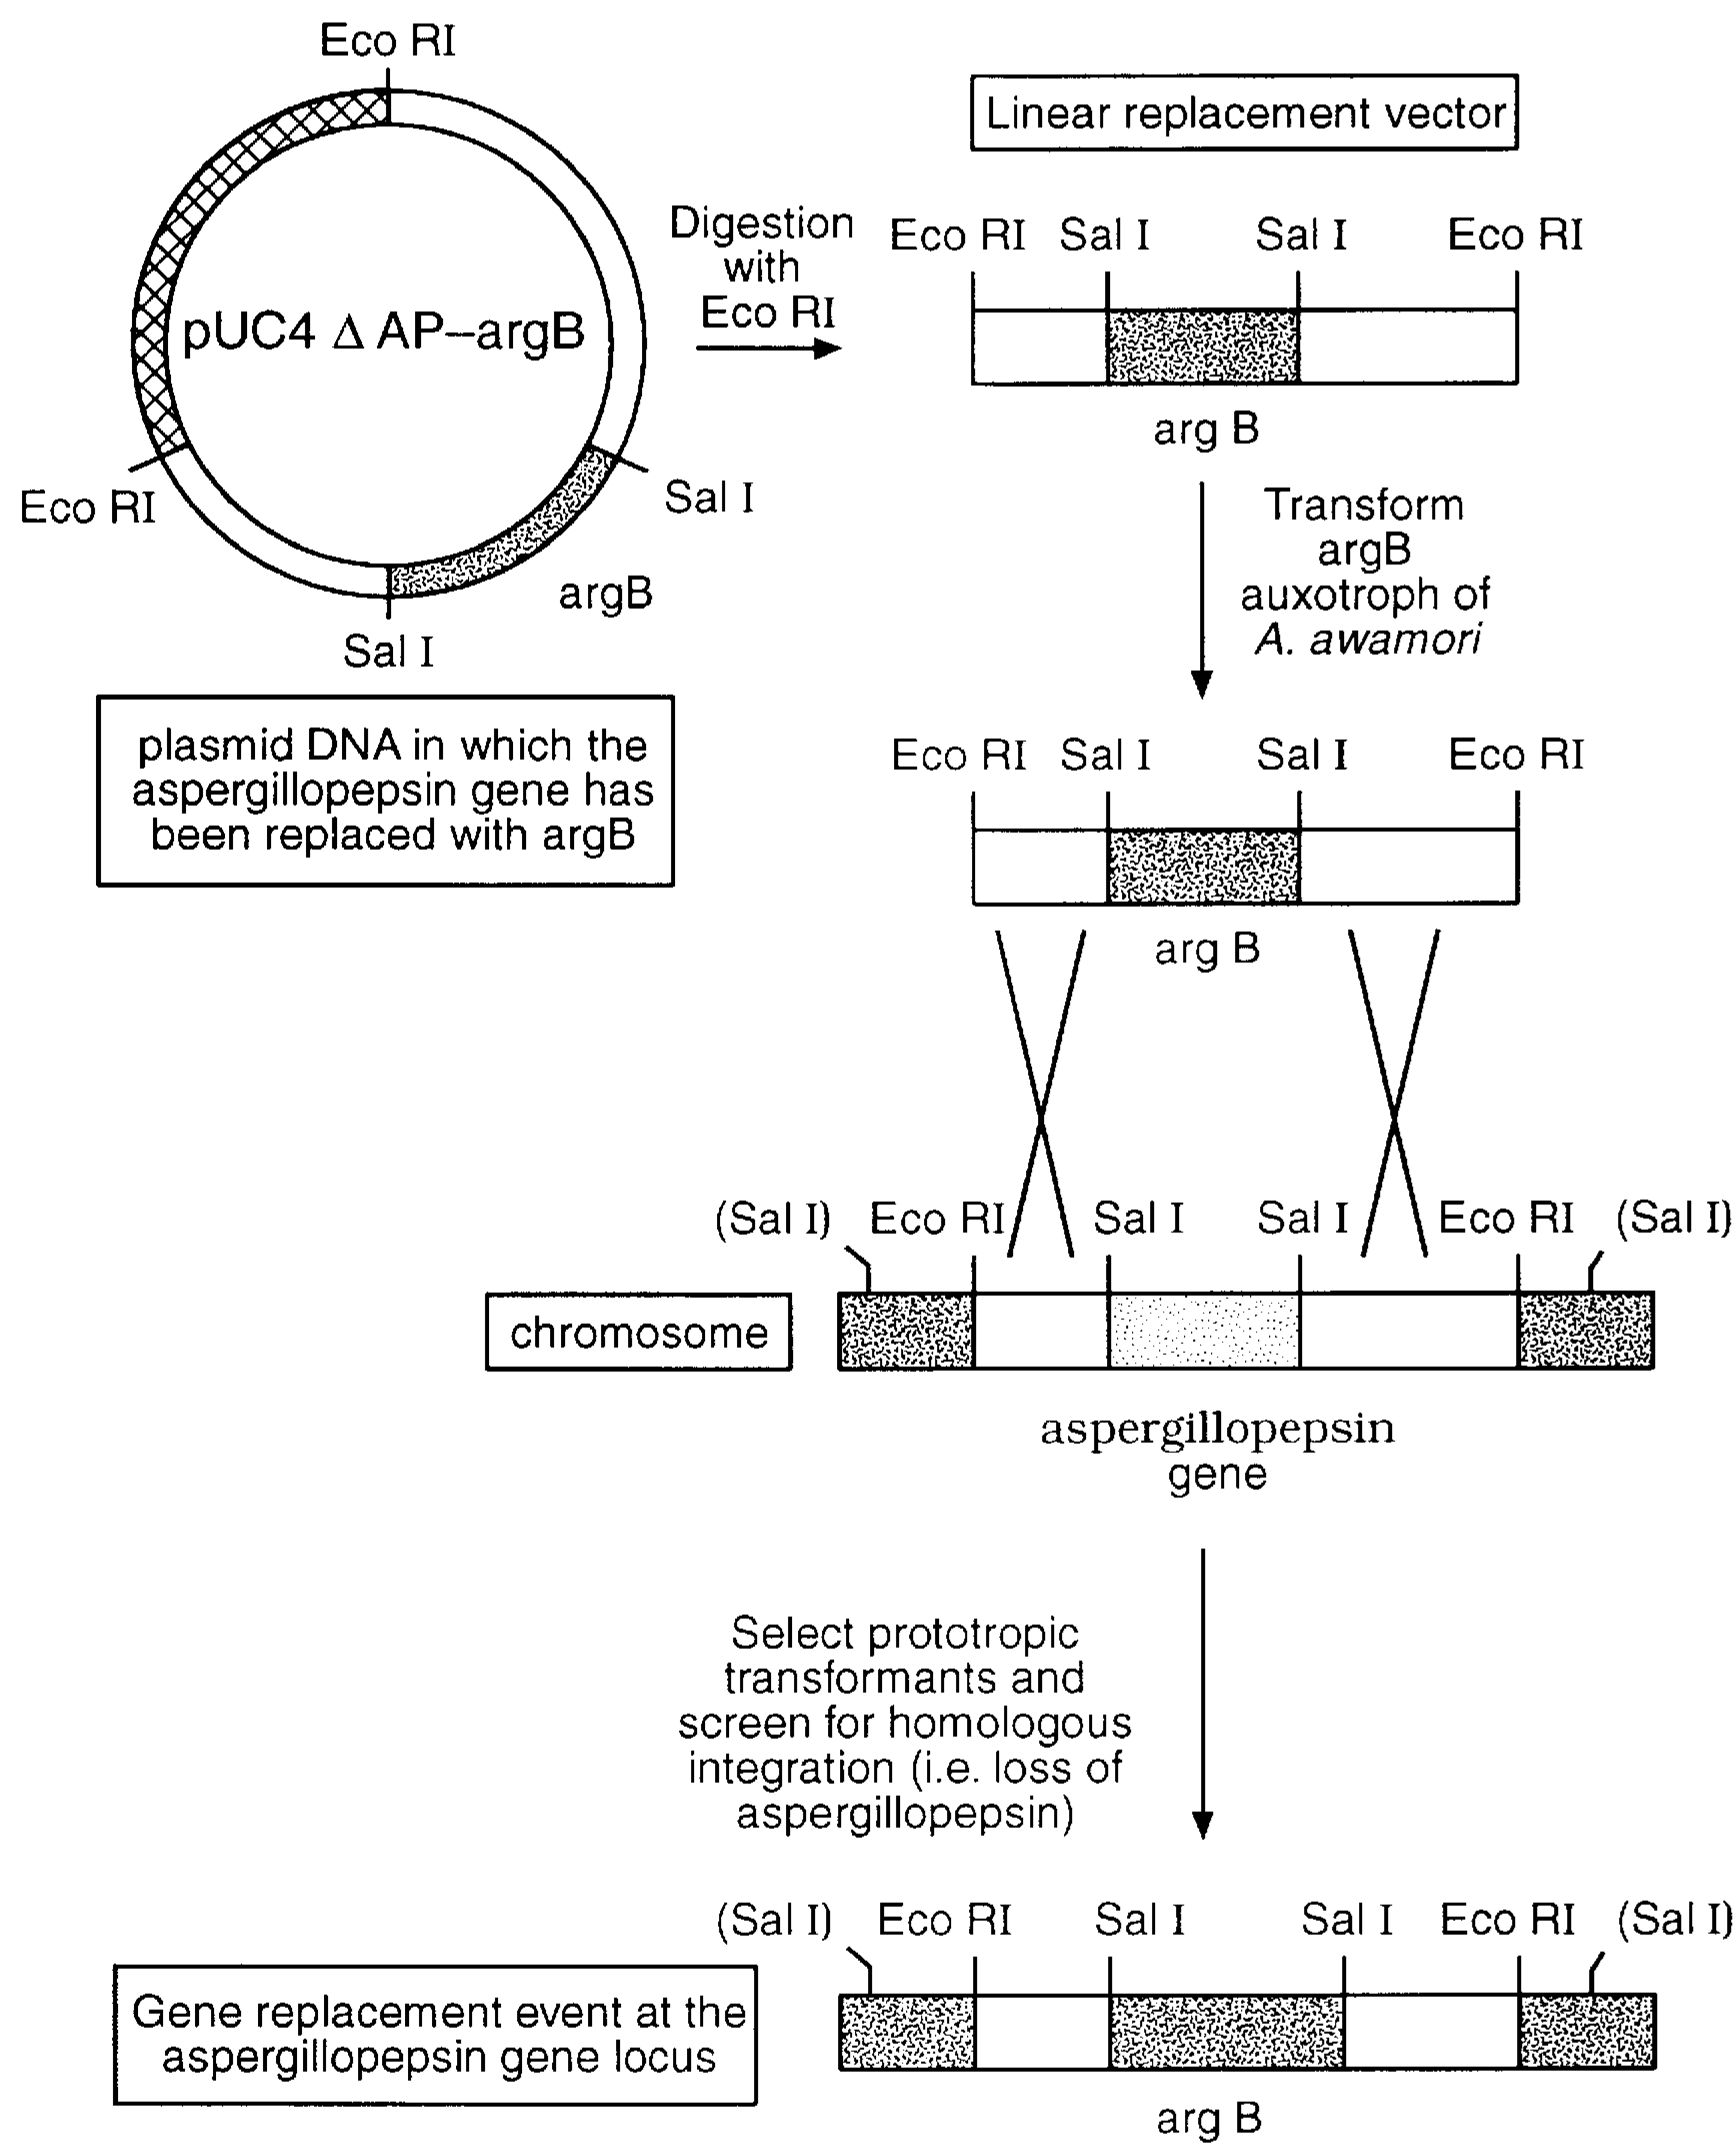 Eco RI
pUC4 Δ AP–argB
Eco RI
Sal I
argB
Sal I
plasmid DNA in which the
aspergillopepsin gene has
been replaced with argB
Digestion
with
Eco RI
Linear replacement vector
Eco RI Sal I Sal I Eco RI
arg B
Transform
argB
auxotroph of
A. awamori
Eco RI Sal I Sal I Eco RI
arg B
(Sal I) Eco RI Sal I Sal I Eco RI (Sal I)
chromosome
aspergillopepsin
gene
Select prototropic
transformants and
screen for homologous
integration (i.e. loss of
aspergillopepsin)
(Sal I) Eco RI Sal I Sal I Eco RI (Sal I)
Gene replacement event at the
aspergillopepsin gene locus
arg B